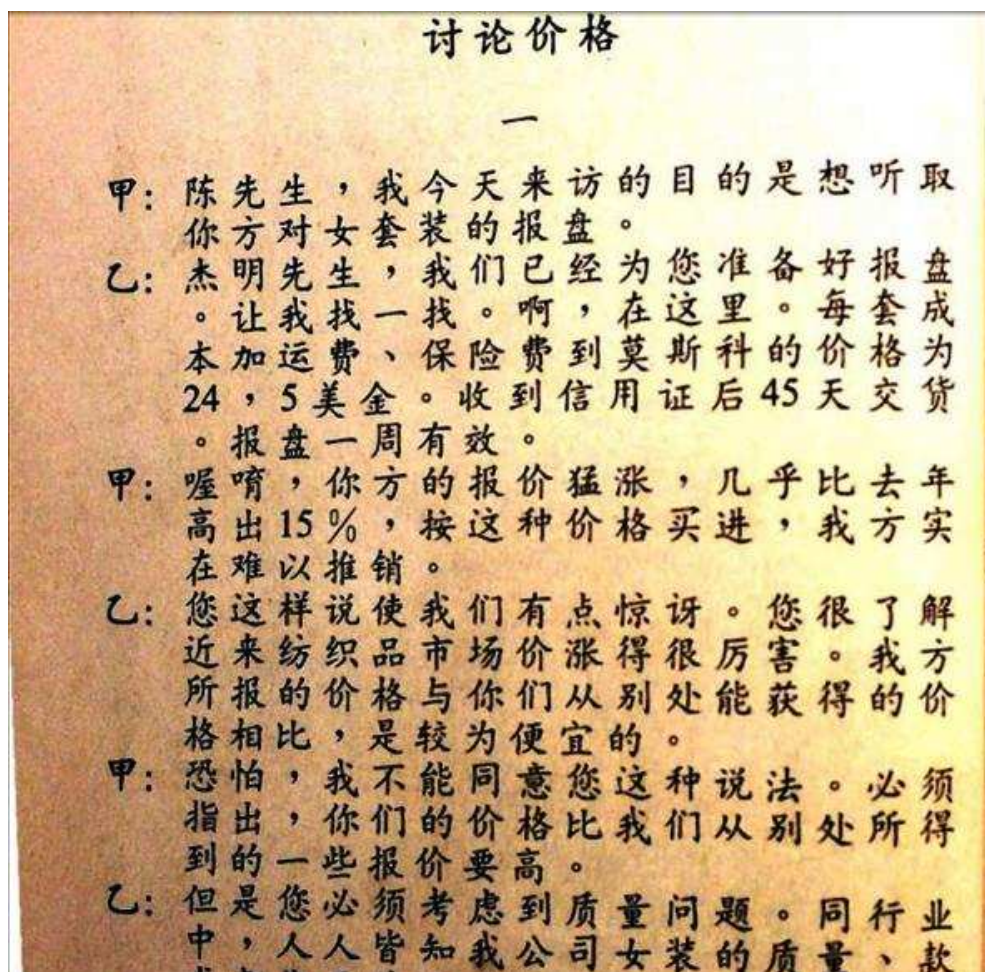 讨论价格
一
甲：陈先生，我今天来访的目的是想听取
你方对女套装的报盘。
乙：杰明先生，我们已经为您准备好报盘
。让我找一找。啊，在这里。每套成
本加运费、保险费到莫斯科的价格为
24，5美金。收到信用证后45天交货
。报盘一周有效。
甲：喔唷，你方的报价猛涨，几乎比去年
高出15%，按这种价格买进，我方实
在难以推销。
乙：您这样说使我们有点惊讶。您很了解
近来纺织品市场价涨得很厉害。我方
所报的价格与你们从别处能获得的价
格相比，是较为便宜的。
甲：恐怕，我不能同意您这种说法。必须
指出，你们的价格比我们从别处所得
到的一些报价要高。
乙：但是您必须考虑到质量问题。同行业
中，人人皆知我公司女装的质量、款